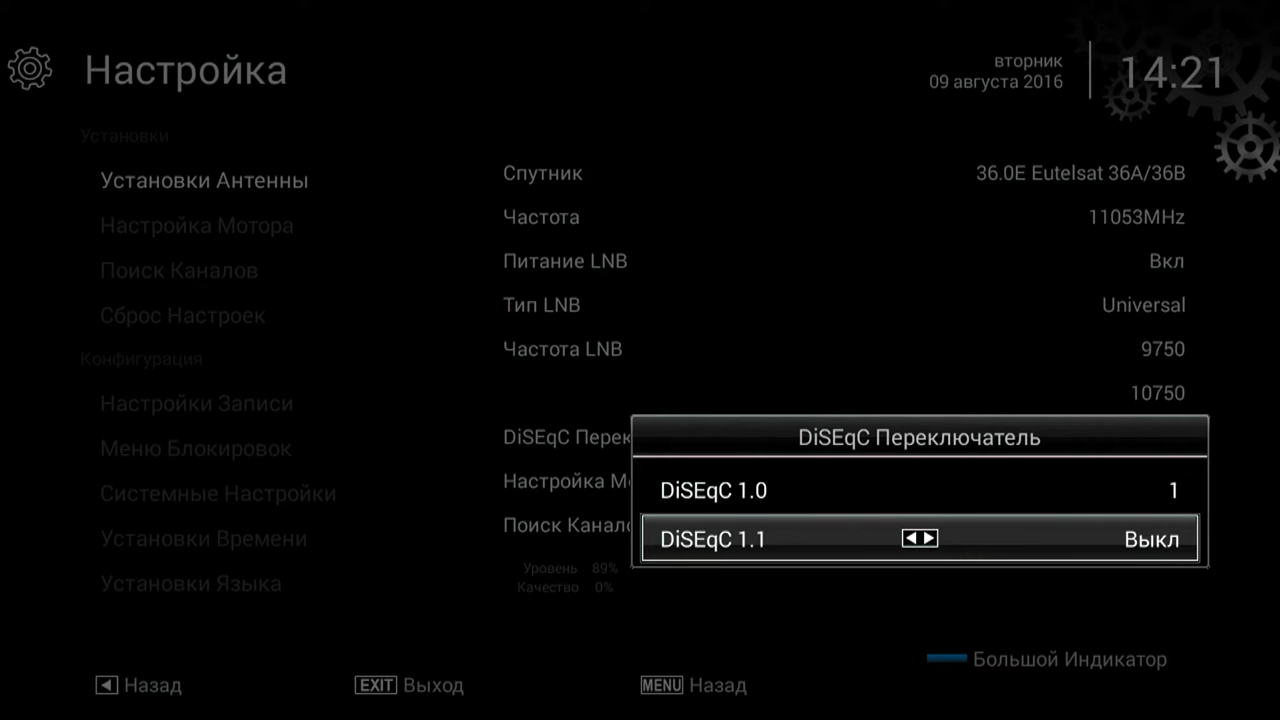 Настройка
вторник
09 августа 2016
14:21
Установки
Установки Антенны
Настройка Мотора
Поиск Каналов
Сброс Настроек
Конфигурация
Настройки Записи
Меню Блокировок
Системные Настройки
Установки Времени
Установки Языка
Спутник 36.0E Eutelsat 36A/36B
Частота 11053MHz
Питание LNB Вкл
Тип LNB Universal
Частота LNB 9750
10750
DiSEqC Перек
Настройка М
Поиск Канал
Уровень 89%
Качество 0%
DiSEqC Переключатель
DiSEqC 1.0 1
DiSEqC 1.1 Выкл
Большой Индикатор
Назад EXIT Выход MENU Назад